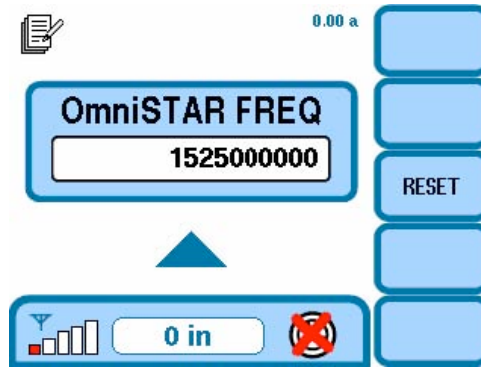 0.00 a
OmniSTAR FREQ
1525000000
RESET
0 in